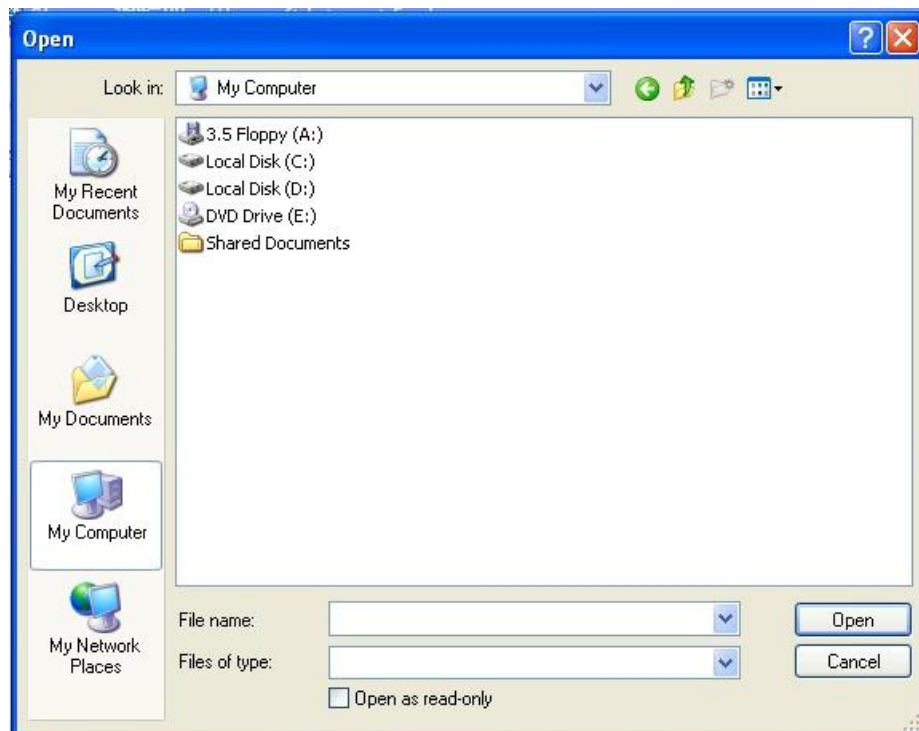 Open
Look in: My Computer
3.5 Floppy (A:)
Local Disk (C:)
Local Disk (D:)
DVD Drive (E:)
Shared Documents
My Recent
Documents
Desktop
My Documents
My Computer
My Network
Places
File name:
Open
Files of type:
Cancel
Open as read-only